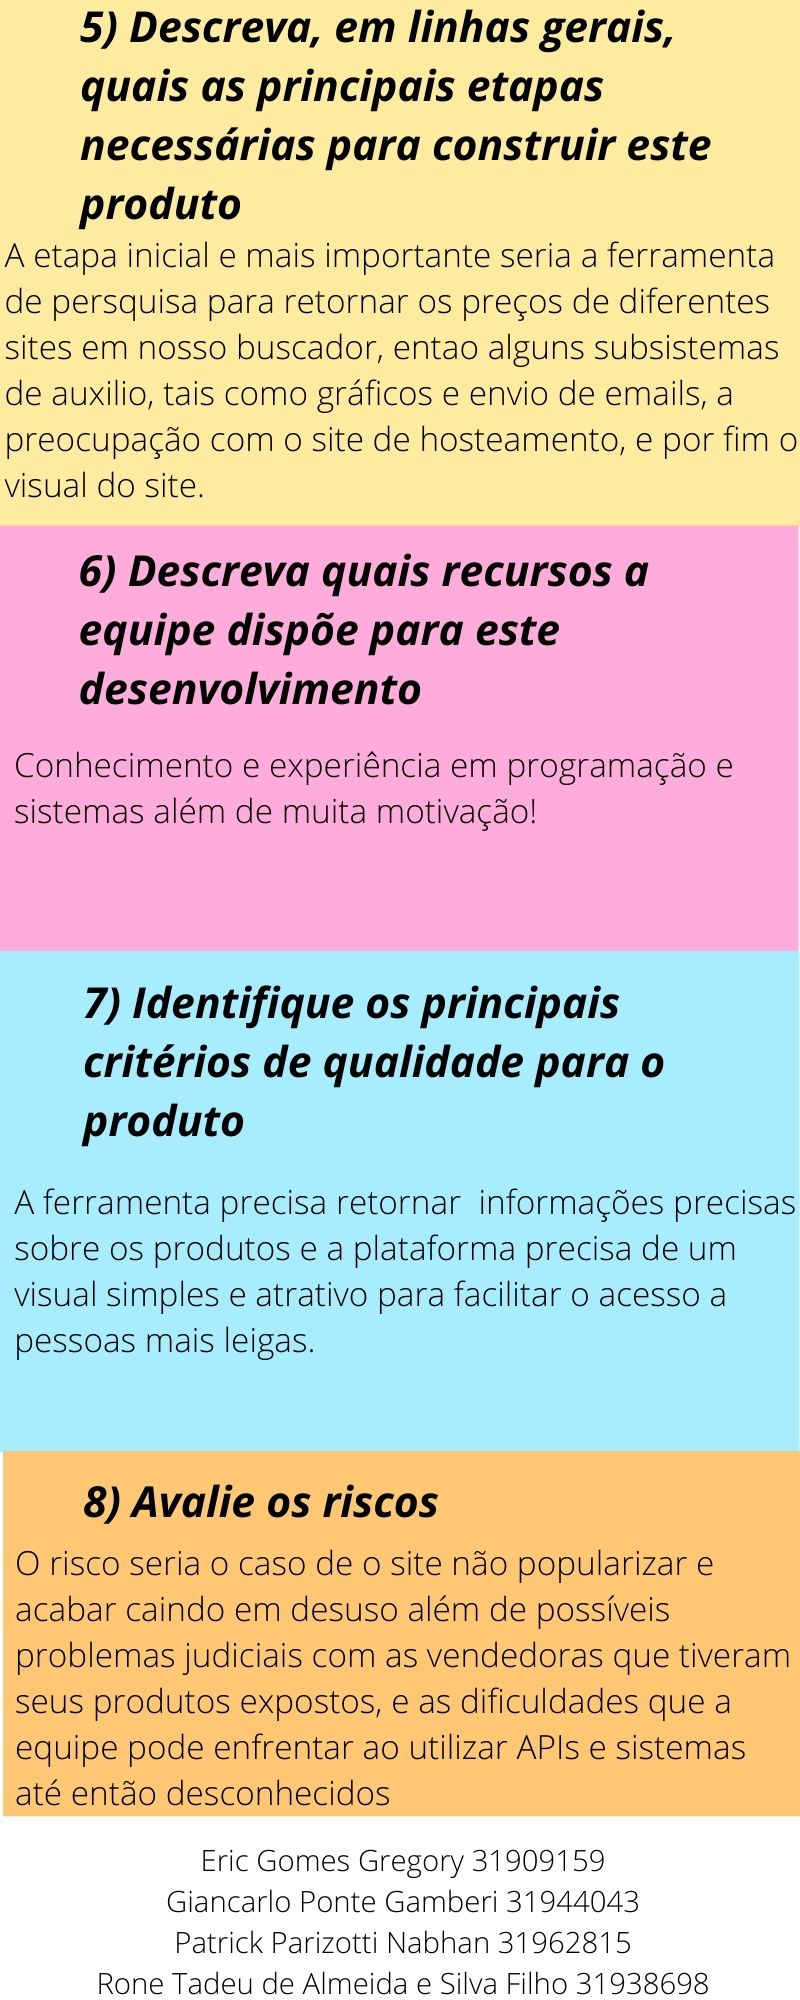 5) Descreva, em linhas gerais,
quais as principais etapas
necessárias para construir este
produto
A etapa inicial e mais importante seria a ferramenta
de persquisa para retornar os preços de diferentes
sites em nosso buscador, entao alguns subsistemas
de auxilio, tais como gráficos e envio de emails, a
preocupação com o site de hosteamento, e por fim o
visual do site.
6) Descreva quais recursos a
equipe dispõe para este
desenvolvimento
Conhecimento e experiência em programação e
sistemas além de muita motivação!
7) Identifique os principais
critérios de qualidade para o
produto
A ferramenta precisa retornar  informações precisas
sobre os produtos e a plataforma precisa de um
visual simples e atrativo para facilitar o acesso a
pessoas mais leigas.
8) Avalie os riscos
O risco seria o caso de o site não popularizar e
acabar caindo em desuso além de possíveis
problemas judiciais com as vendedoras que tiveram
seus produtos expostos, e as dificuldades que a
equipe pode enfrentar ao utilizar APIs e sistemas
até então desconhecidos
Eric Gomes Gregory 31909159
Giancarlo Ponte Gamberi 31944043
Patrick Parizotti Nabhan 31962815
Rone Tadeu de Almeida e Silva Filho 31938698